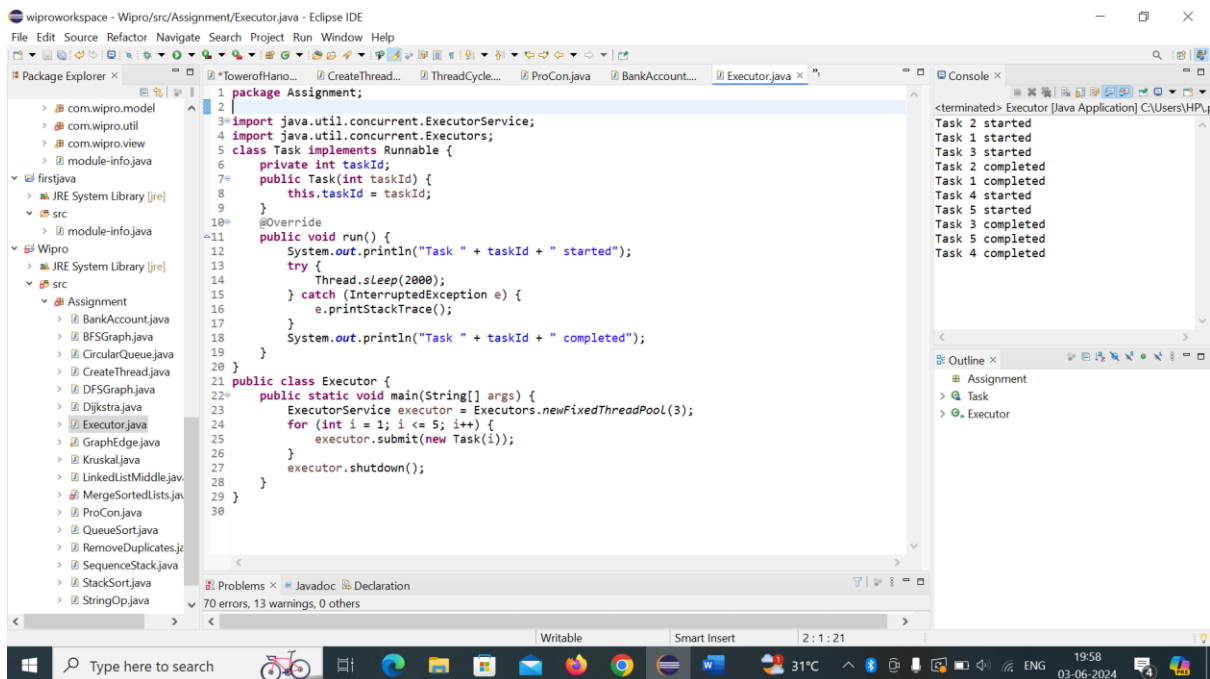 wiproworkspace - Wipro/src/Assignment/Executor.java - Eclipse IDE
File Edit Source Refactor Navigate Search Project Run Window Help
Package Explorer
com.wipro.model
com.wipro.util
com.wipro.view
module-info.java
firstjava
JRE System Library [jre]
src
module-info.java
Wipro
JRE System Library [jre]
src
Assignment
BankAccount.java
BFSGraph.java
CircularQueue.java
CreateThread.java
DFSGraph.java
Dijkstra.java
Executor.java
GraphEdge.java
Kruskal.java
LinkedListMiddle.jav
MergeSortedLists.jav
ProCon.java
QueueSort.java
RemoveDuplicates.ja
SequenceStack.java
StackSort.java
StringOp.java
*TowerofHano... CreateThread... ThreadCycle.... ProCon.java BankAccount.... Executor.java
1 package Assignment;
2
3 import java.util.concurrent.ExecutorService;
4 import java.util.concurrent.Executors;
5 class Task implements Runnable {
6 private int taskId;
7 public Task(int taskId) {
8 this.taskId = taskId;
9 }
10 @Override
11 public void run() {
12 System.out.println("Task " + taskId + " started");
13 try {
14 Thread.sleep(2000);
15 } catch (InterruptedException e) {
16 e.printStackTrace();
17 }
18 System.out.println("Task " + taskId + " completed");
19 }
20 }
21 public class Executor {
22 public static void main(String[] args) {
23 ExecutorService executor = Executors.newFixedThreadPool(3);
24 for (int i = 1; i <= 5; i++) {
25 executor.submit(new Task(i));
26 }
27 executor.shutdown();
28 }
29 }
30
Problems Javadoc Declaration
70 errors, 13 warnings, 0 others
Console
<terminated> Executor [Java Application] C:\Users\HP\.p
Task 2 started
Task 1 started
Task 3 started
Task 2 completed
Task 1 completed
Task 4 started
Task 5 started
Task 3 completed
Task 5 completed
Task 4 completed
Outline
Assignment
Task
Executor
Writable Smart Insert 2 : 1 : 21
Type here to search 31°C ENG 19:58
03-06-2024 4